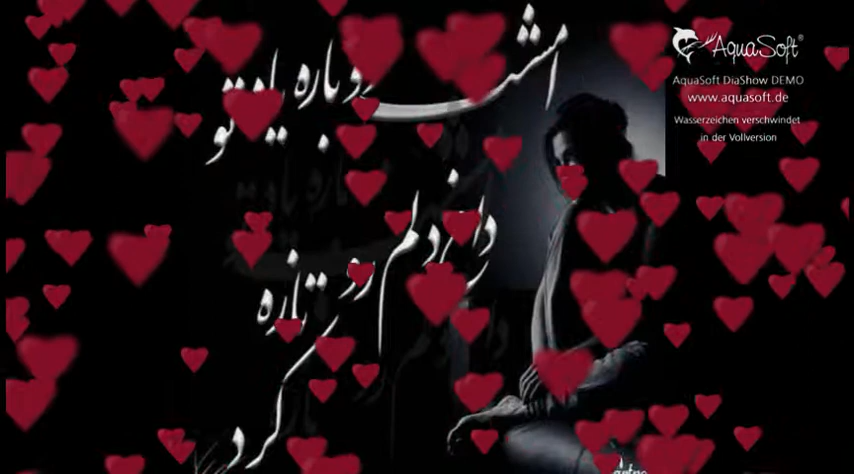 امشب دوباره یاد تو
داغ دلم رو تازه
کرد
AquaSoft®
AquaSoft DiaShow DEMO
www.aquasoft.de
Wasserzeichen verschwindet
in der Vollversion